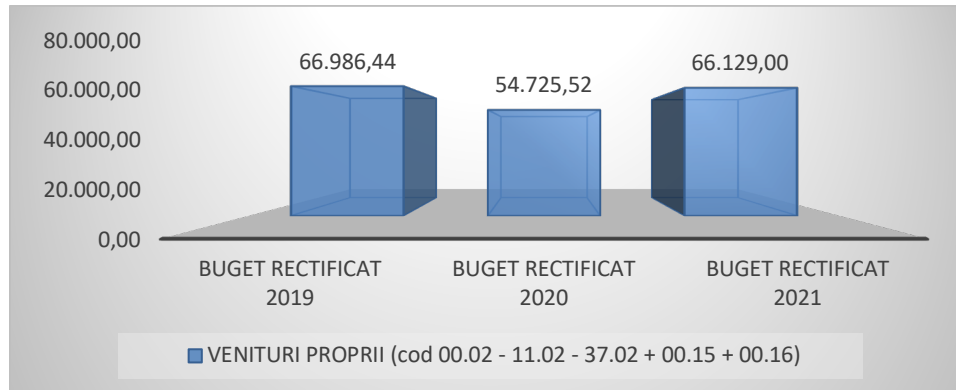 80.000,00
60.000,00
40.000,00
20.000,00
0,00
66.986,44
54.725,52
66.129,00
BUGET RECTIFICAT
2019
BUGET RECTIFICAT
2020
BUGET RECTIFICAT
2021
VENITURI PROPRII (cod 00.02 - 11.02 - 37.02 + 00.15 + 00.16)